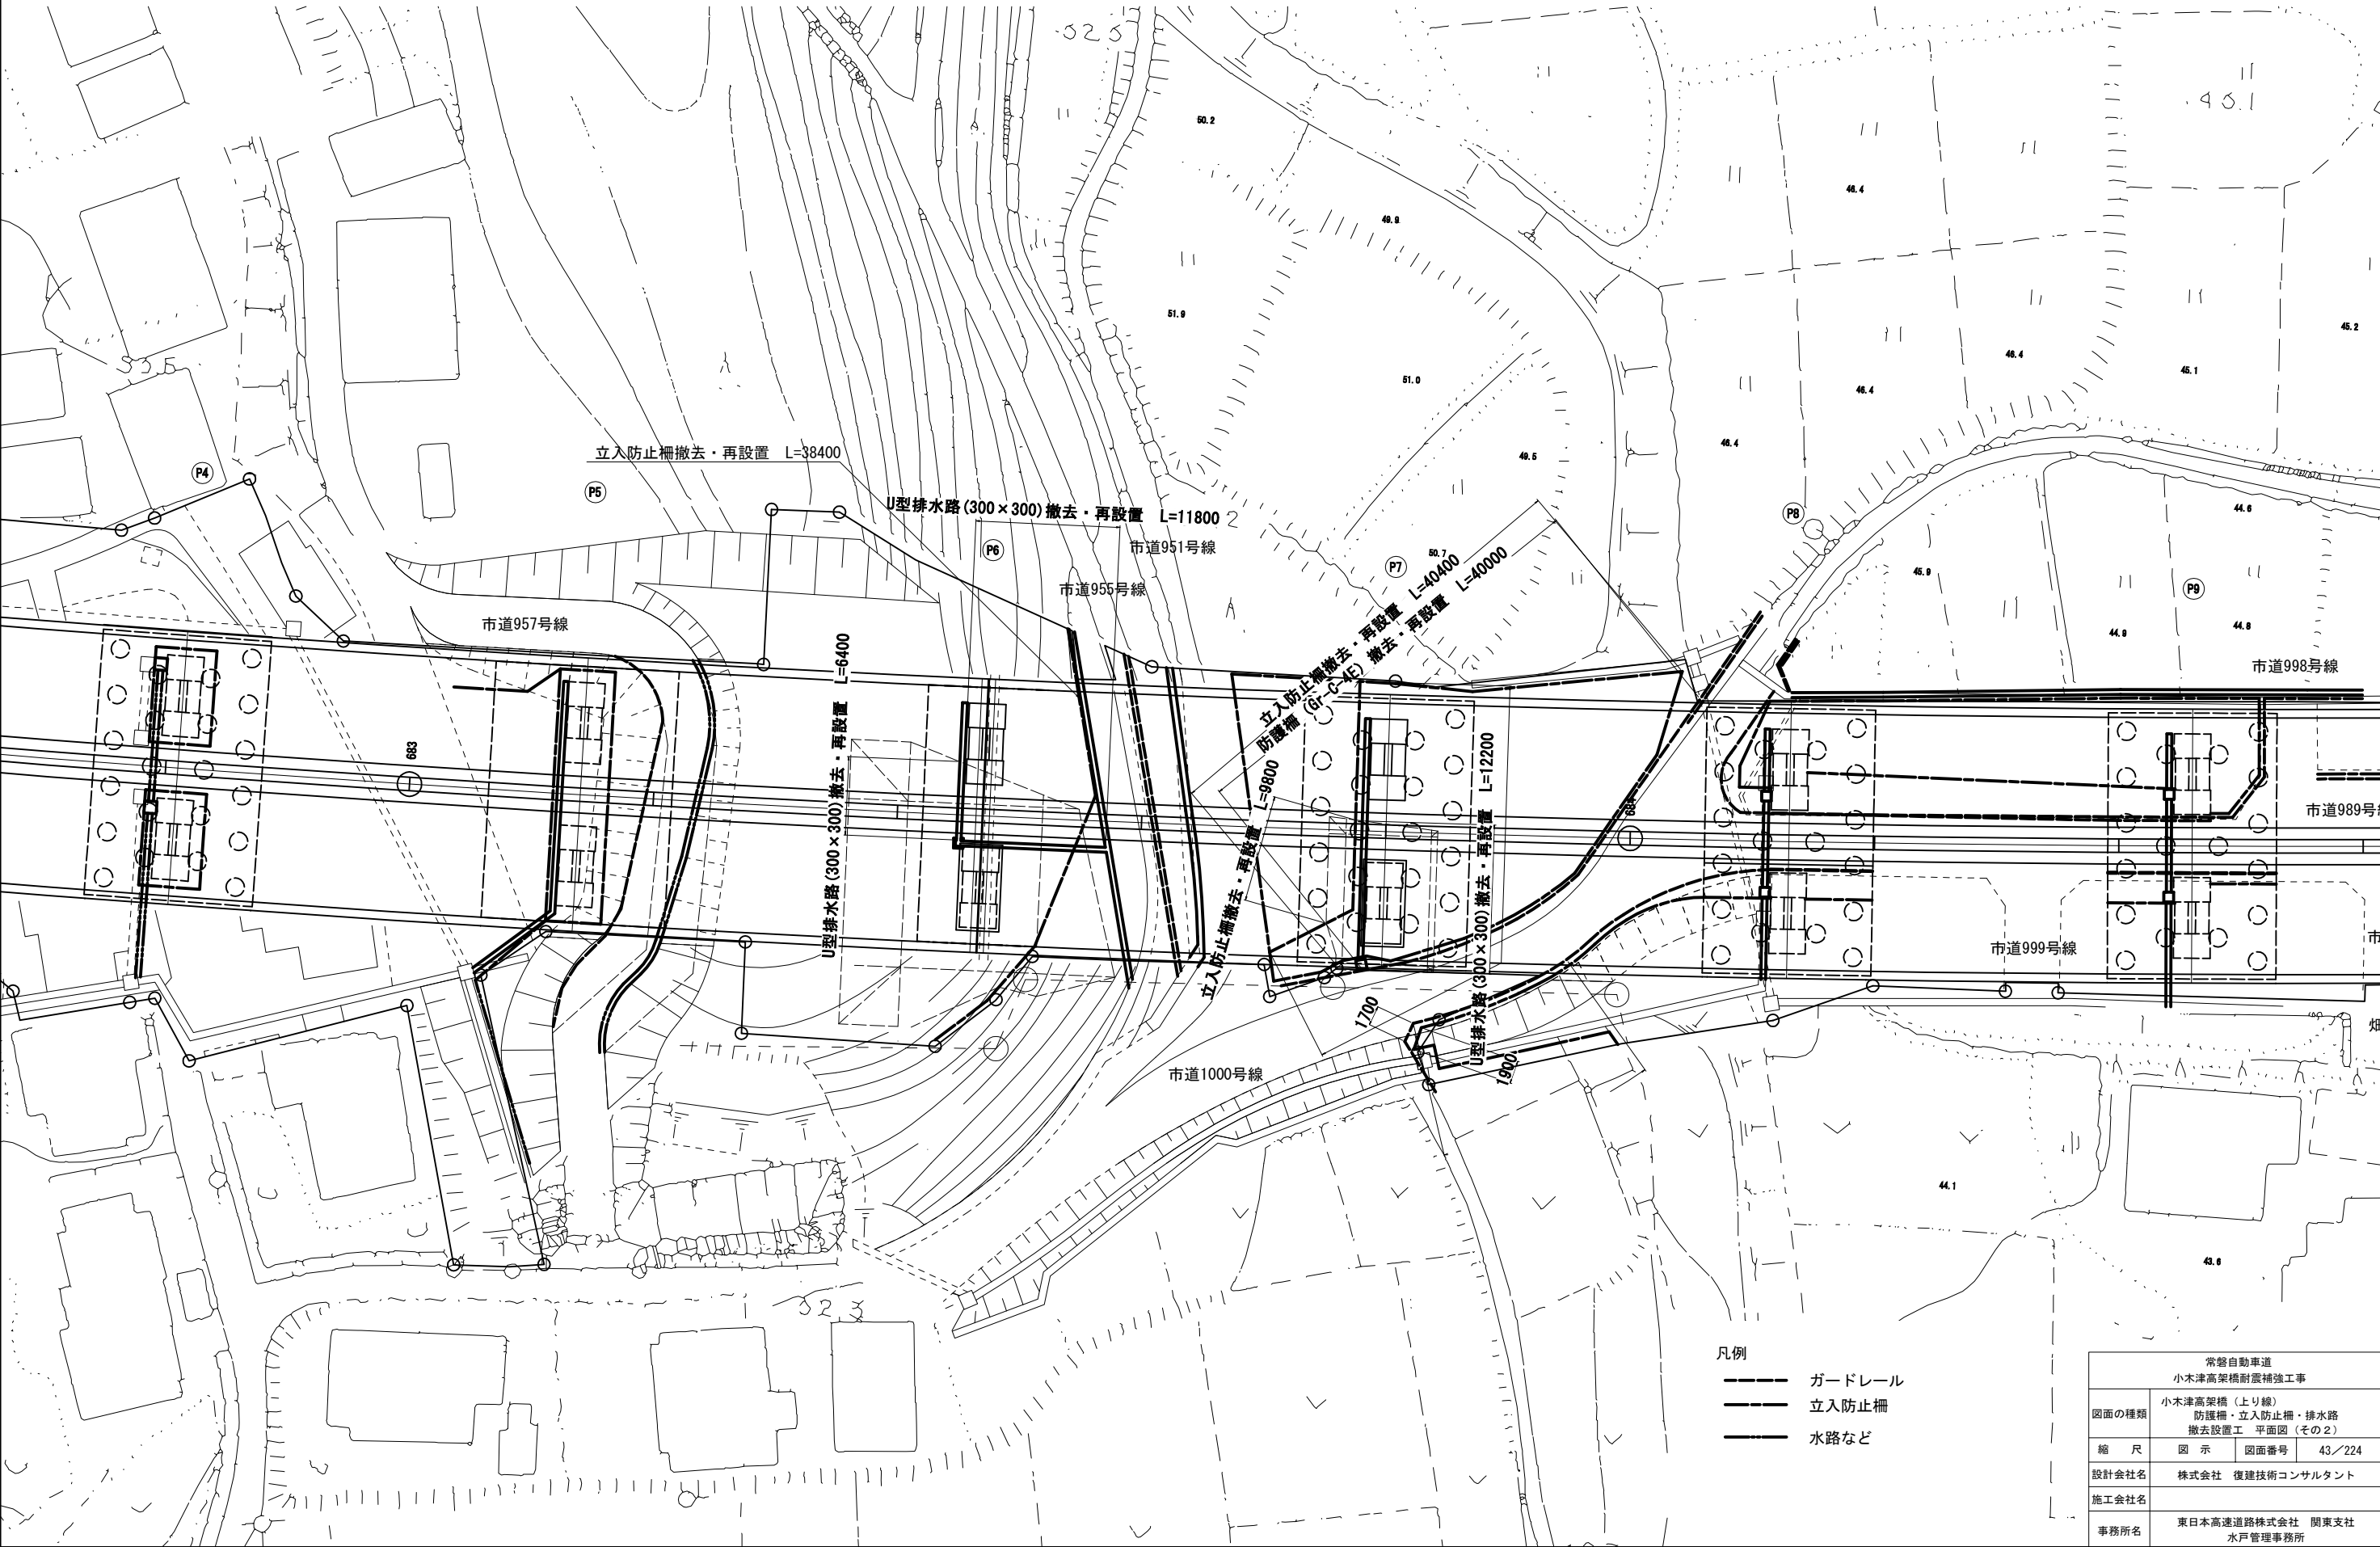 50.2
49.9
46.4
51.9
45.2
46.4
45.1
51.0
46.4
46.4
49.5
立入防止柵撤去・再設置 L=38400
P4
P5
U型排水路(300×300)撤去・再設置 L=11800
市道951号線
P6
市道955号線
P7
50.7
立入防止柵撤去・再設置 L=40400
防護柵 (Gr-C-4E) 撤去・再設置 L=40000
P8
45.9
P9
44.6
44.9
44.8
市道998号線
市道957号線
683
U型排水路(300×300)撤去・再設置 L=6400
立入防止柵撤去・再設置 L=9800
U型排水路(300×300)撤去・再設置 L=12200
市道989号
市道999号線
市
畑
1700
1900
市道1000号線
44.1
43.6
凡例
ガードレール
立入防止柵
水路など
常磐自動車道
小木津高架橋耐震補強工事
図面の種類
小木津高架橋（上り線）
防護柵・立入防止柵・排水路
撤去設置工 平面図（その２）
縮 尺 図 示 図面番号 43／224
設計会社名 株式会社 復建技術コンサルタント
施工会社名
事務所名
東日本高速道路株式会社 関東支社
水戸管理事務所